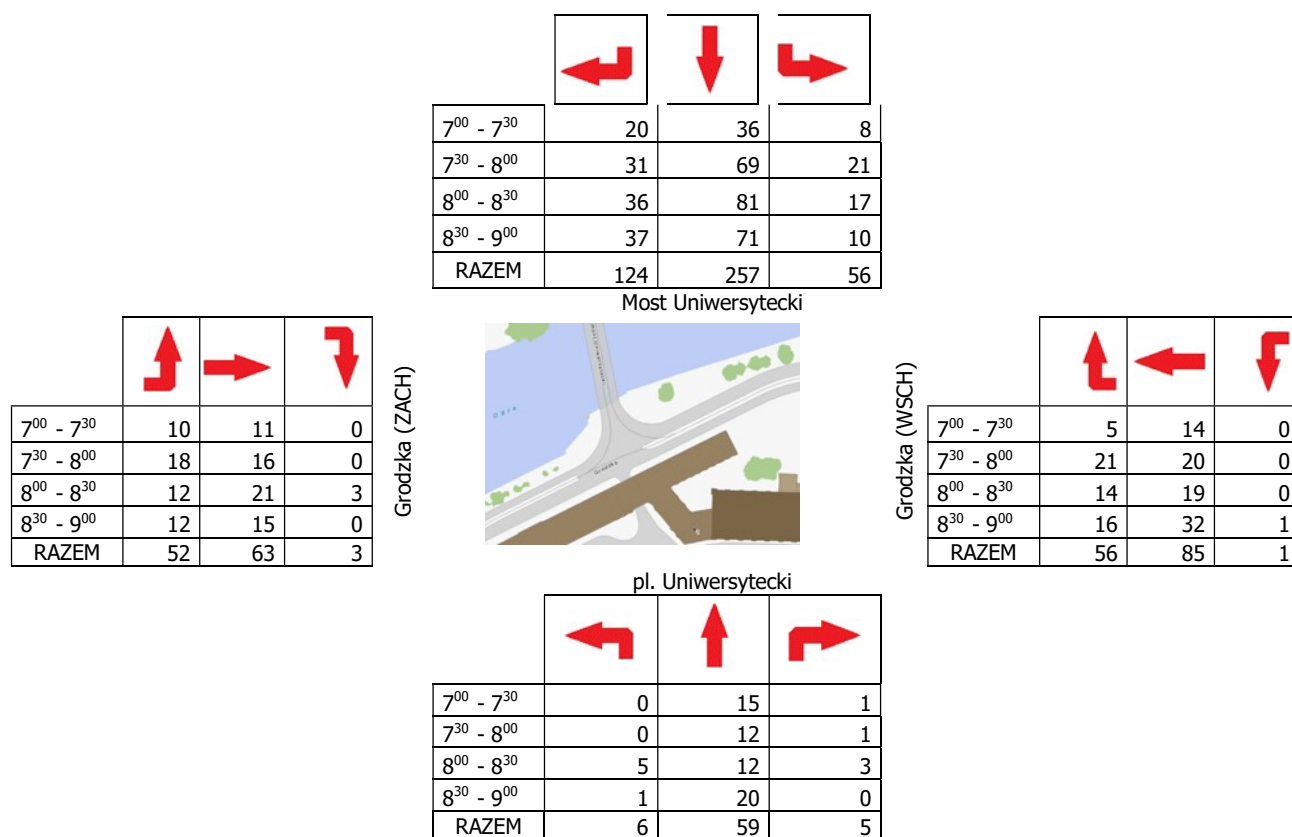 7⁰⁰ - 7³⁰ 20 36 8
7³⁰ - 8⁰⁰ 31 69 21
8⁰⁰ - 8³⁰ 36 81 17
8³⁰ - 9⁰⁰ 37 71 10
RAZEM 124 257 56
Most Uniwersytecki
7⁰⁰ - 7³⁰ 10 11 0
7³⁰ - 8⁰⁰ 18 16 0
8⁰⁰ - 8³⁰ 12 21 3
8³⁰ - 9⁰⁰ 12 15 0
RAZEM 52 63 3
Grodzka (ZACH)
Odra
Grodzka
Grodzka (WSCH)
7⁰⁰ - 7³⁰ 5 14 0
7³⁰ - 8⁰⁰ 21 20 0
8⁰⁰ - 8³⁰ 14 19 0
8³⁰ - 9⁰⁰ 16 32 1
RAZEM 56 85 1
pl. Uniwersytecki
7⁰⁰ - 7³⁰ 0 15 1
7³⁰ - 8⁰⁰ 0 12 1
8⁰⁰ - 8³⁰ 5 12 3
8³⁰ - 9⁰⁰ 1 20 0
RAZEM 6 59 5